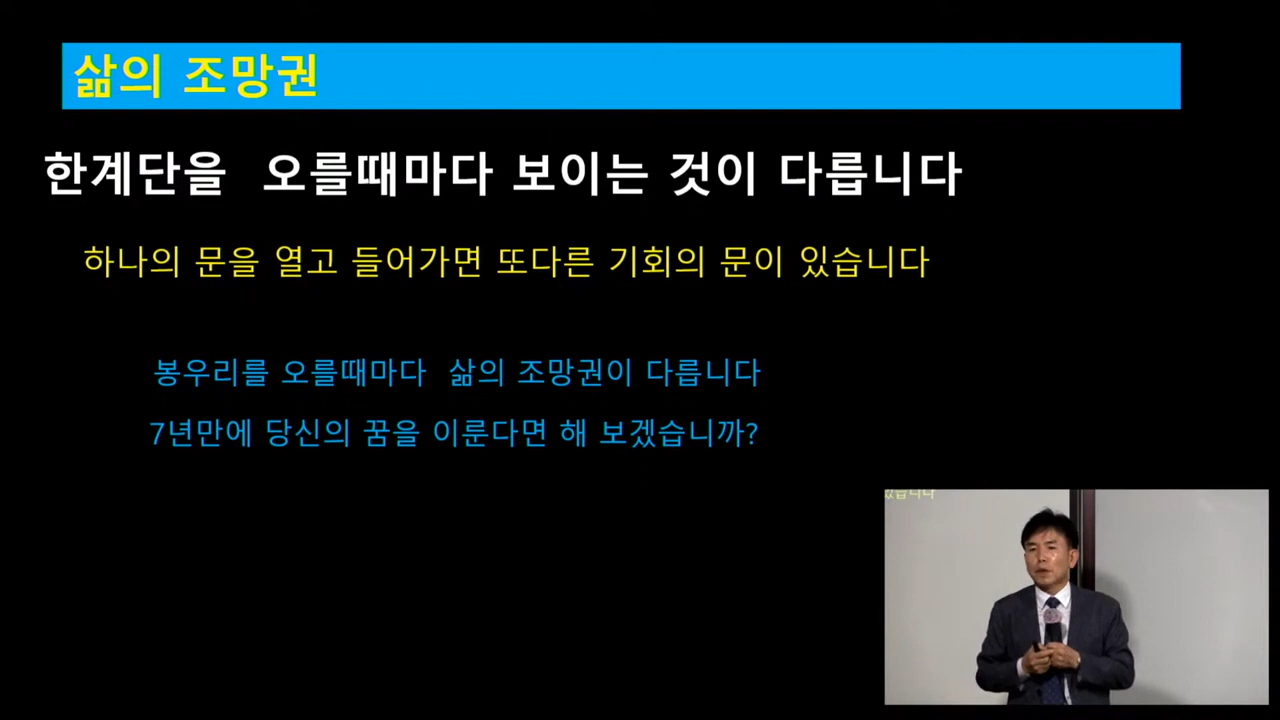 삶의 조망권
한계단을 오를때마다 보이는 것이 다릅니다
하나의 문을 열고 들어가면 또다른 기회의 문이 있습니다
봉우리를 오를때마다 삶의 조망권이 다릅니다
7년만에 당신의 꿈을 이룬다면 해 보겠습니까?
있습니다